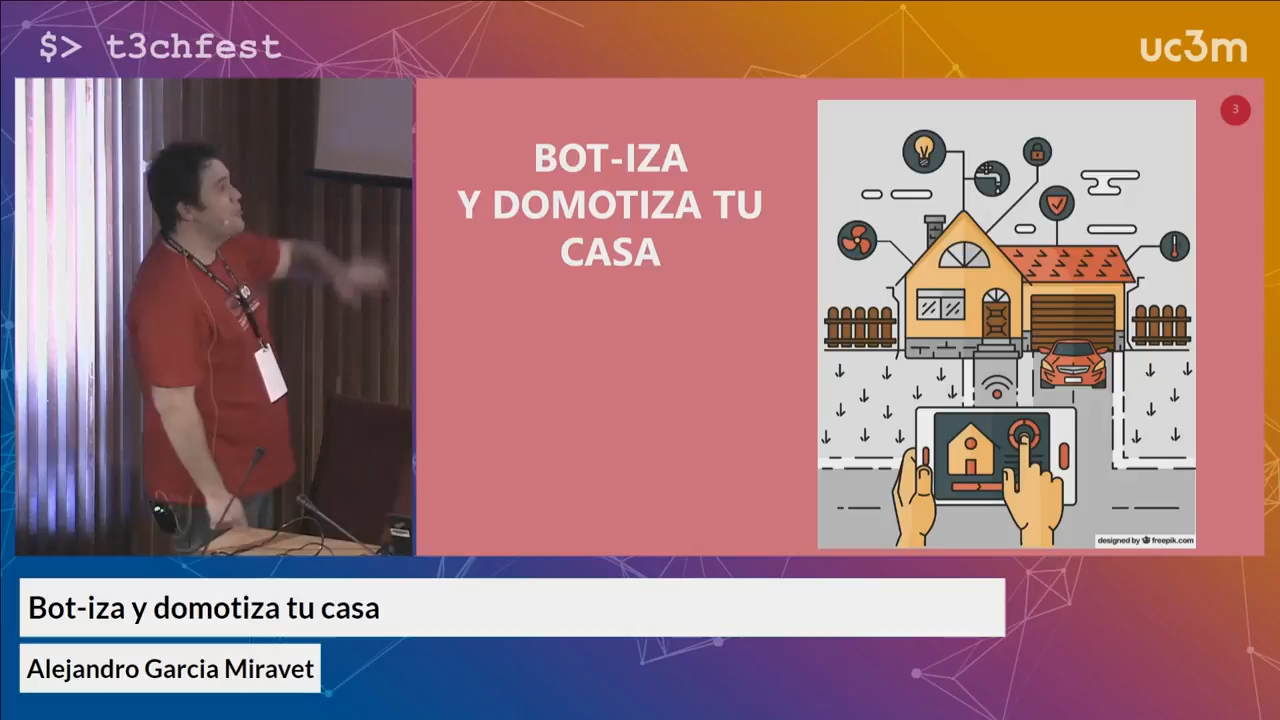 $> t3chfest
uc3m
BOT-IZA
Y DOMOTIZA TU
CASA
3
designed by freepik.com
Bot-iza y domotiza tu casa
Alejandro Garcia Miravet